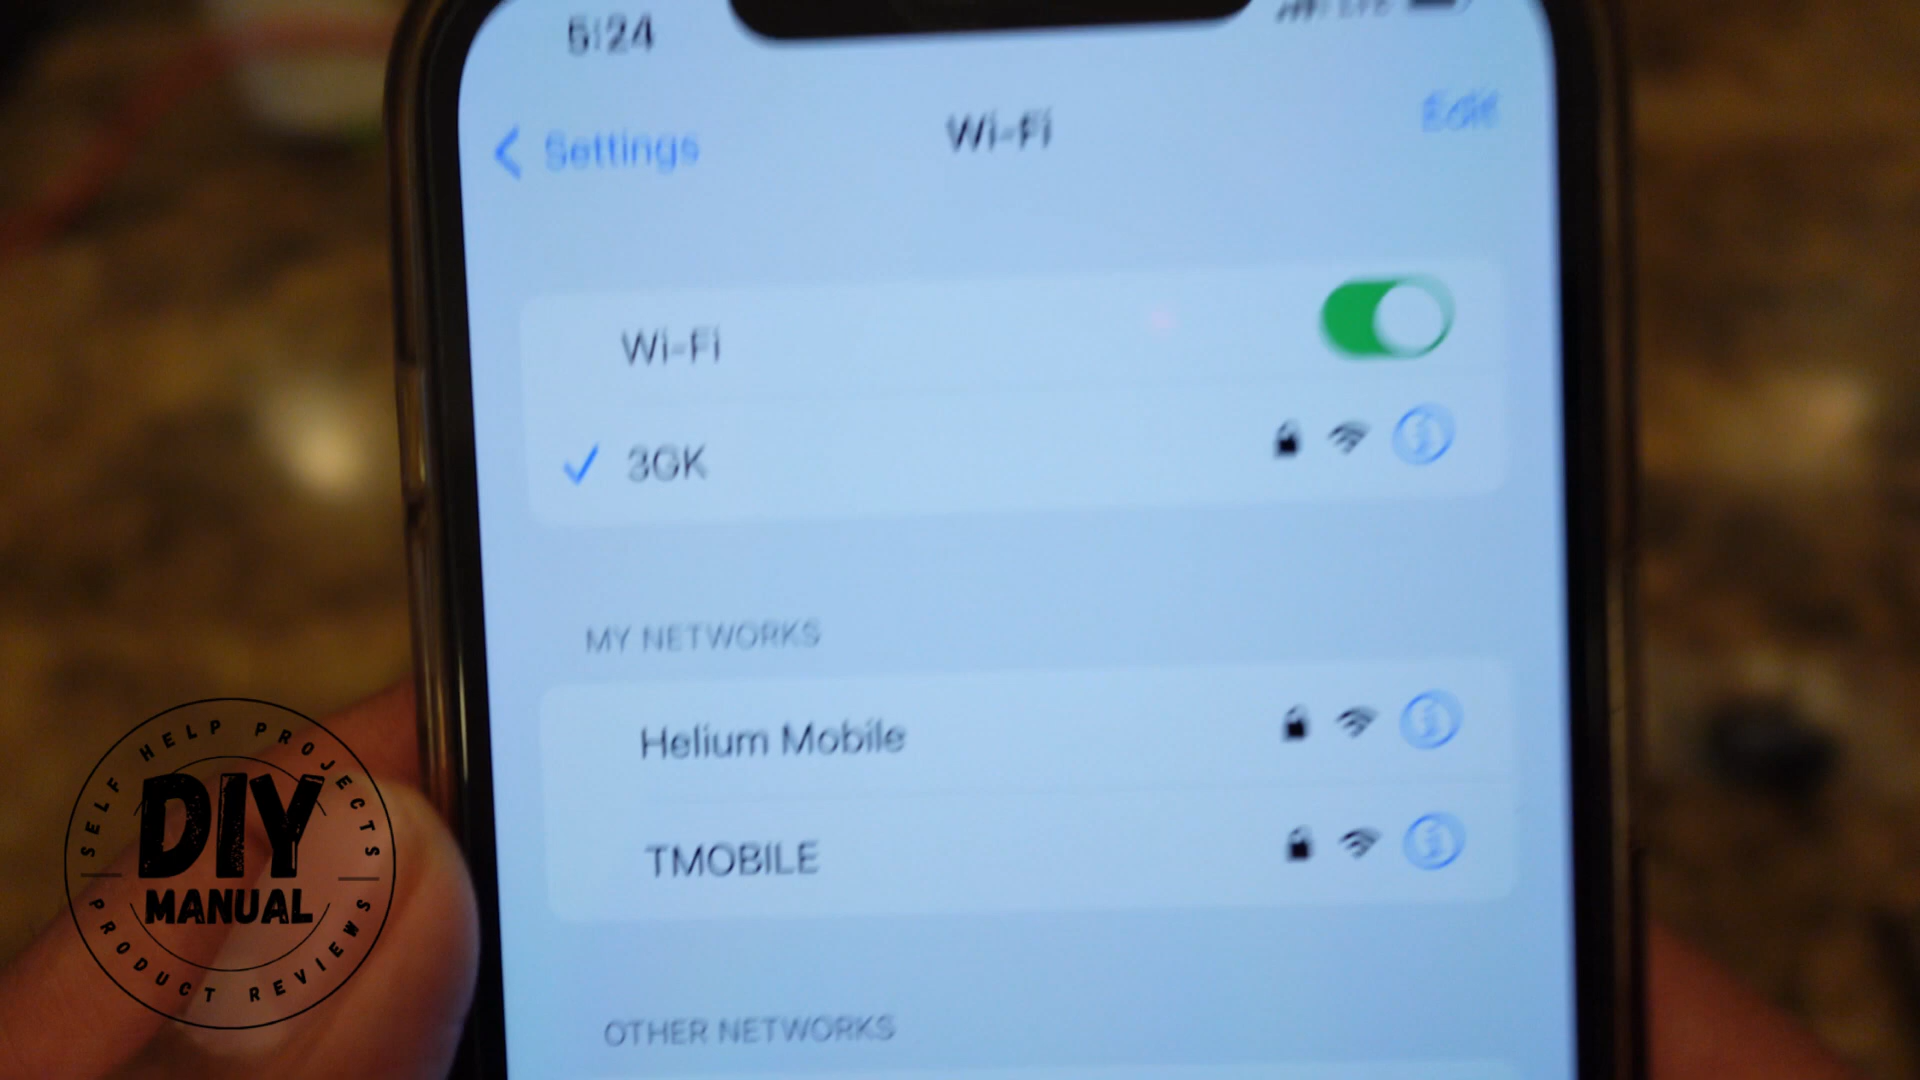 5:24
LTE
Settings
Wi-Fi
Edit
Wi-Fi
3GK
MY NETWORKS
Helium Mobile
TMOBILE
OTHER NETWORKS
SELF HELP PROJECTS
DIY
MANUAL
PRODUCT REVIEWS